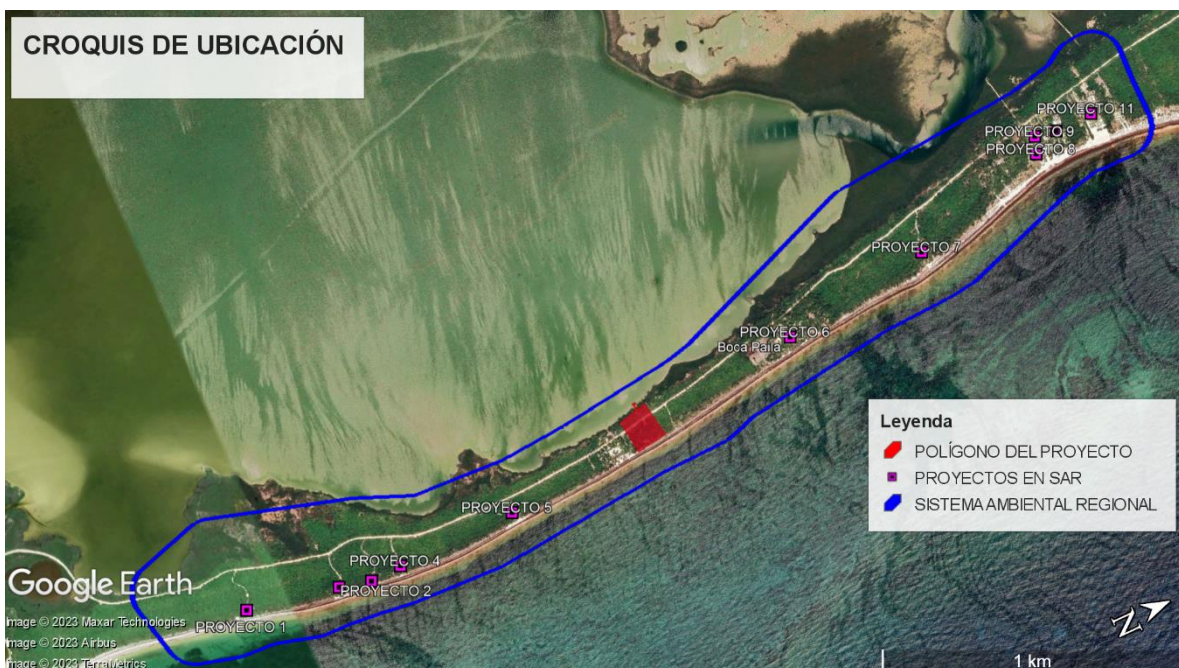 CROQUIS DE UBICACIÓN
PROYECTO 11
PROYECTO 9
PROYECTO 8
PROYECTO 7
PROYECTO 6
Boca Paila
PROYECTO 5
PROYECTO 4
PROYECTO 2
PROYECTO 1
Leyenda
POLÍGONO DEL PROYECTO
PROYECTOS EN SAR
SISTEMA AMBIENTAL REGIONAL
Google Earth
Image © 2023 Maxar Technologies
Image © 2023 Airbus
Image © 2023 TerraMetrics
N
1 km